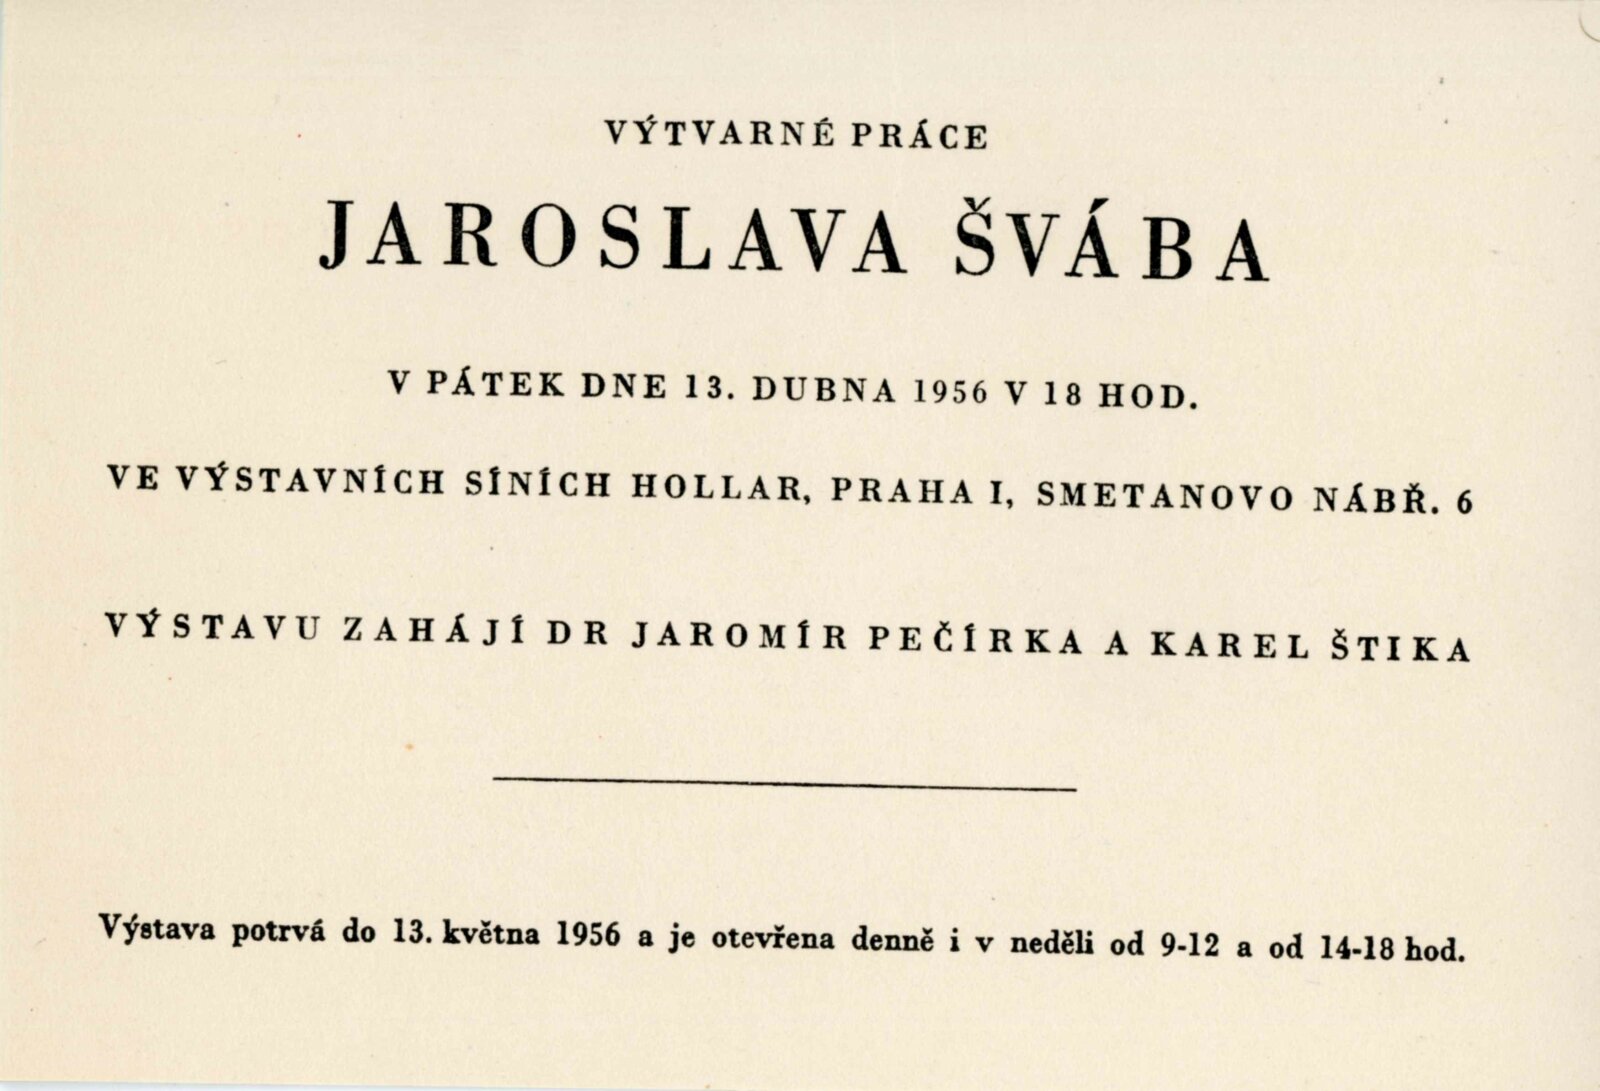 VÝTVARNÉ PRÁCE
JAROSLAVA ŠVÁBA
V PÁTEK DNE 13. DUBNA 1956 V 18 HOD.
VE VÝSTAVNÍCH SÍNÍCH HOLLAR, PRAHA I, SMETANOVO NÁBŘ. 6
VÝSTAVU ZAHÁJÍ DR JAROMÍR PEČÍRKA A KAREL ŠTIKA
Výstava potrvá do 13. května 1956 a je otevřena denně i v neděli od 9-12 a od 14-18 hod.